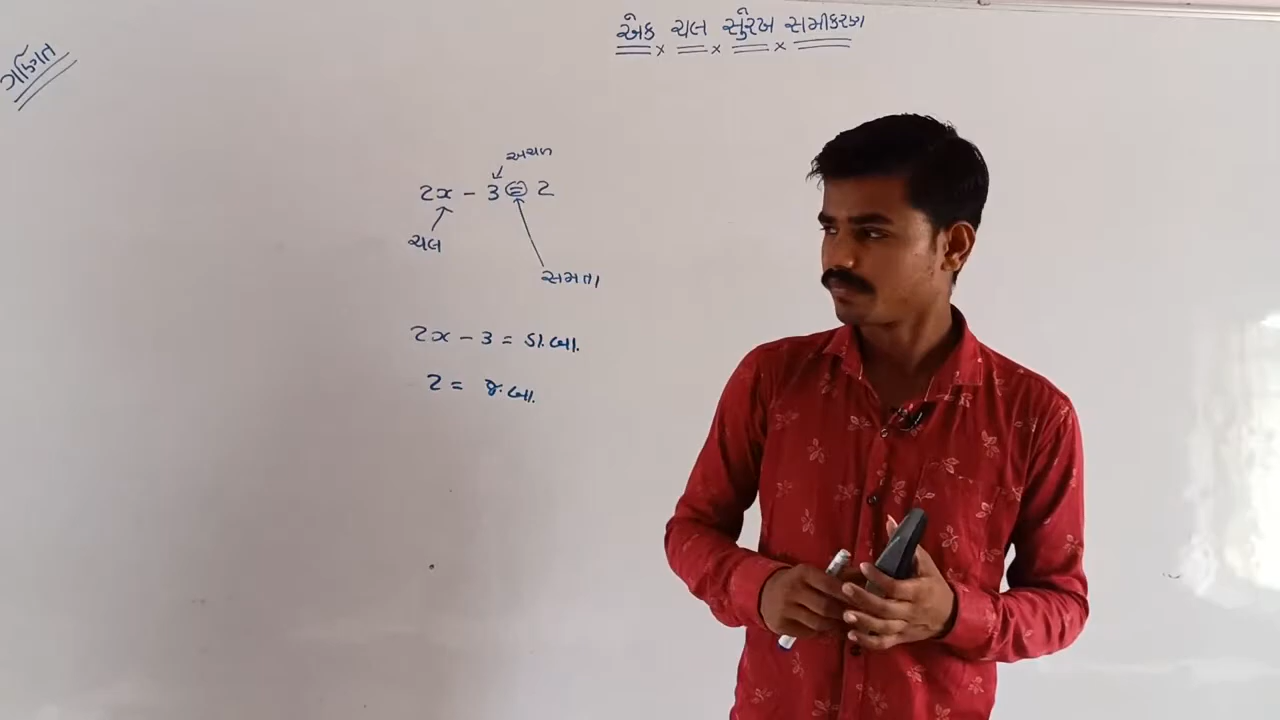 એક ચલ સુરેખ સમીકરણ
ગણિત
અચળ
2x - 3 = 2
ચલ
સમતા
2x - 3 = ડા.બા.
2 = જ.બા.